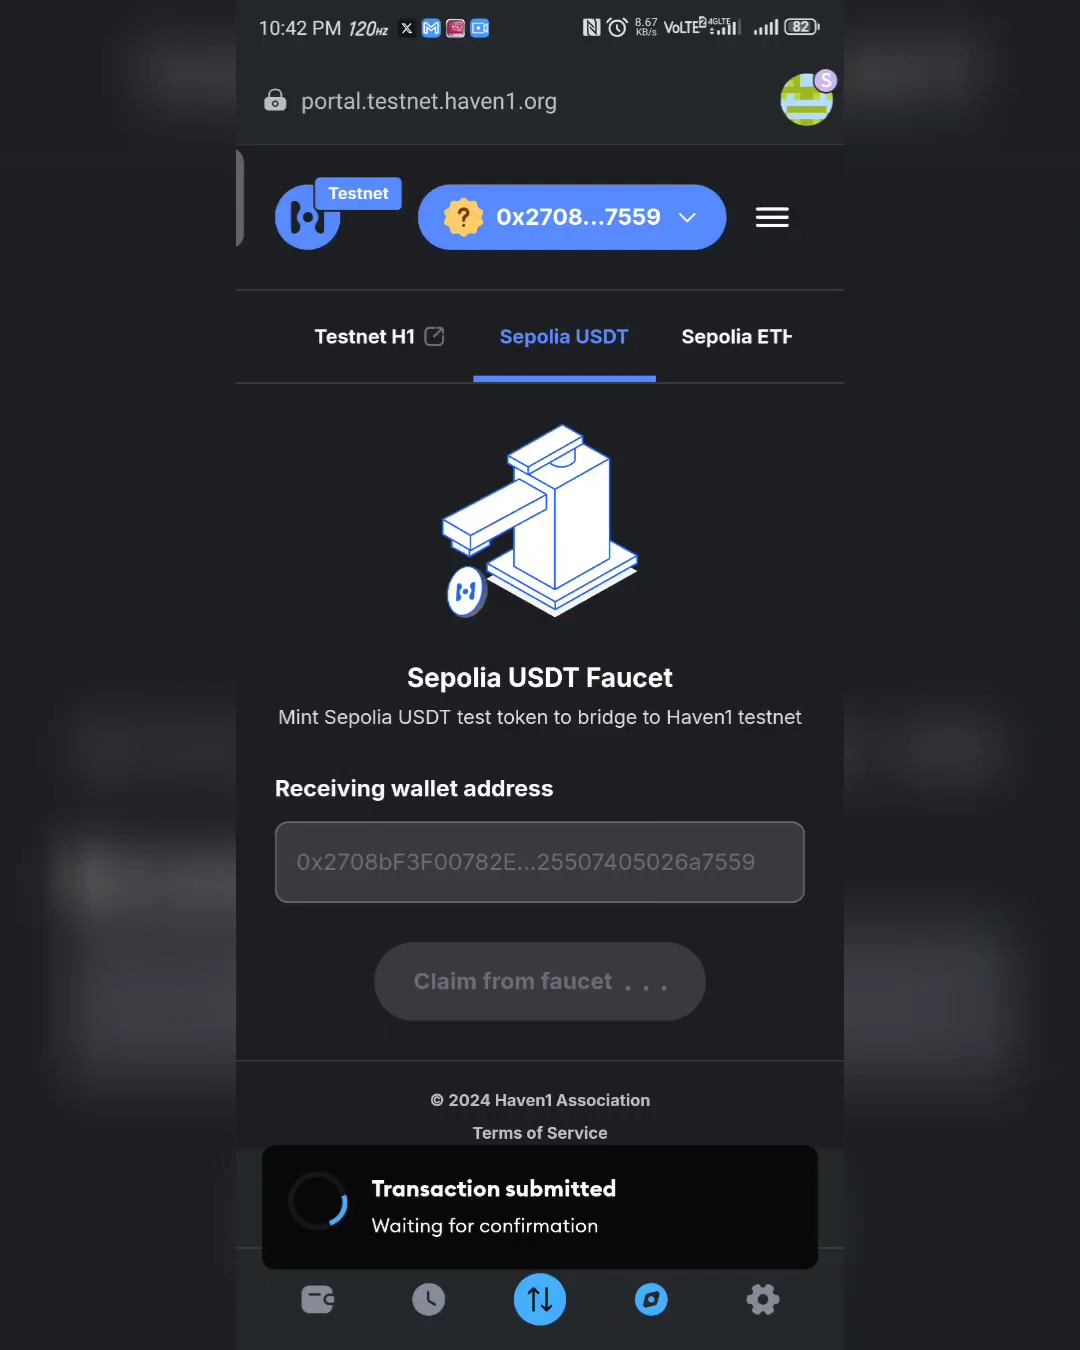 10:42 PM 120Hz 8.67 KB/s VoLTE 2 4GLTE 82
portal.testnet.haven1.org
S
Testnet
0x2708...7559
Testnet H1 Sepolia USDT Sepolia ETH
Sepolia USDT Faucet
Mint Sepolia USDT test token to bridge to Haven1 testnet
Receiving wallet address
0x2708bF3F00782E...25507405026a7559
Claim from faucet . . .
© 2024 Haven1 Association
Terms of Service
Transaction submitted
Waiting for confirmation